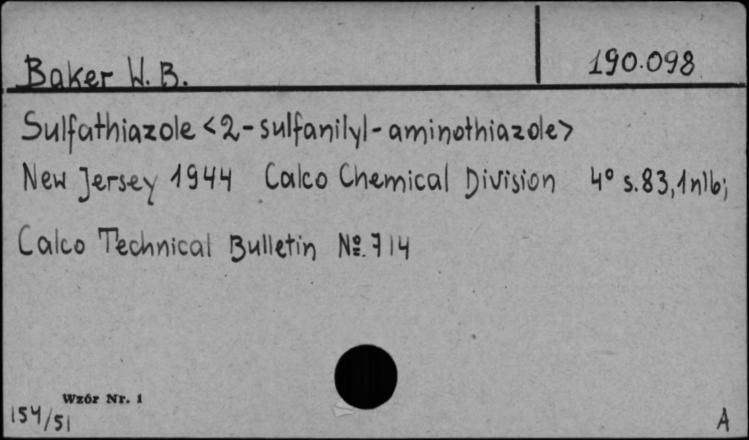 Baker W. B.
190.098
Sulfathiazole <2-sulfanilyl-aminothiazole>
New Jersey 1944 Calco Chemical Division 4° s.83,1nlb;
Calco Technical Bulletin №.714
Wzór Nr. 1
154/51
A